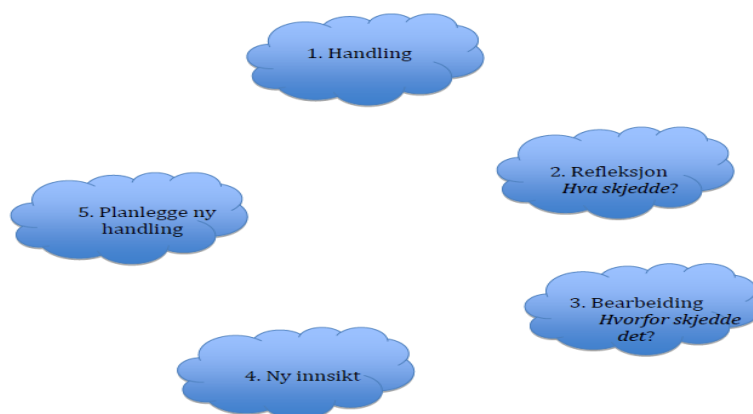 1. Handling
2. Refleksjon
Hva skjedde?
3. Bearbeiding
Hvorfor skjedde
det?
4. Ny innsikt
5. Planlegge ny
handling